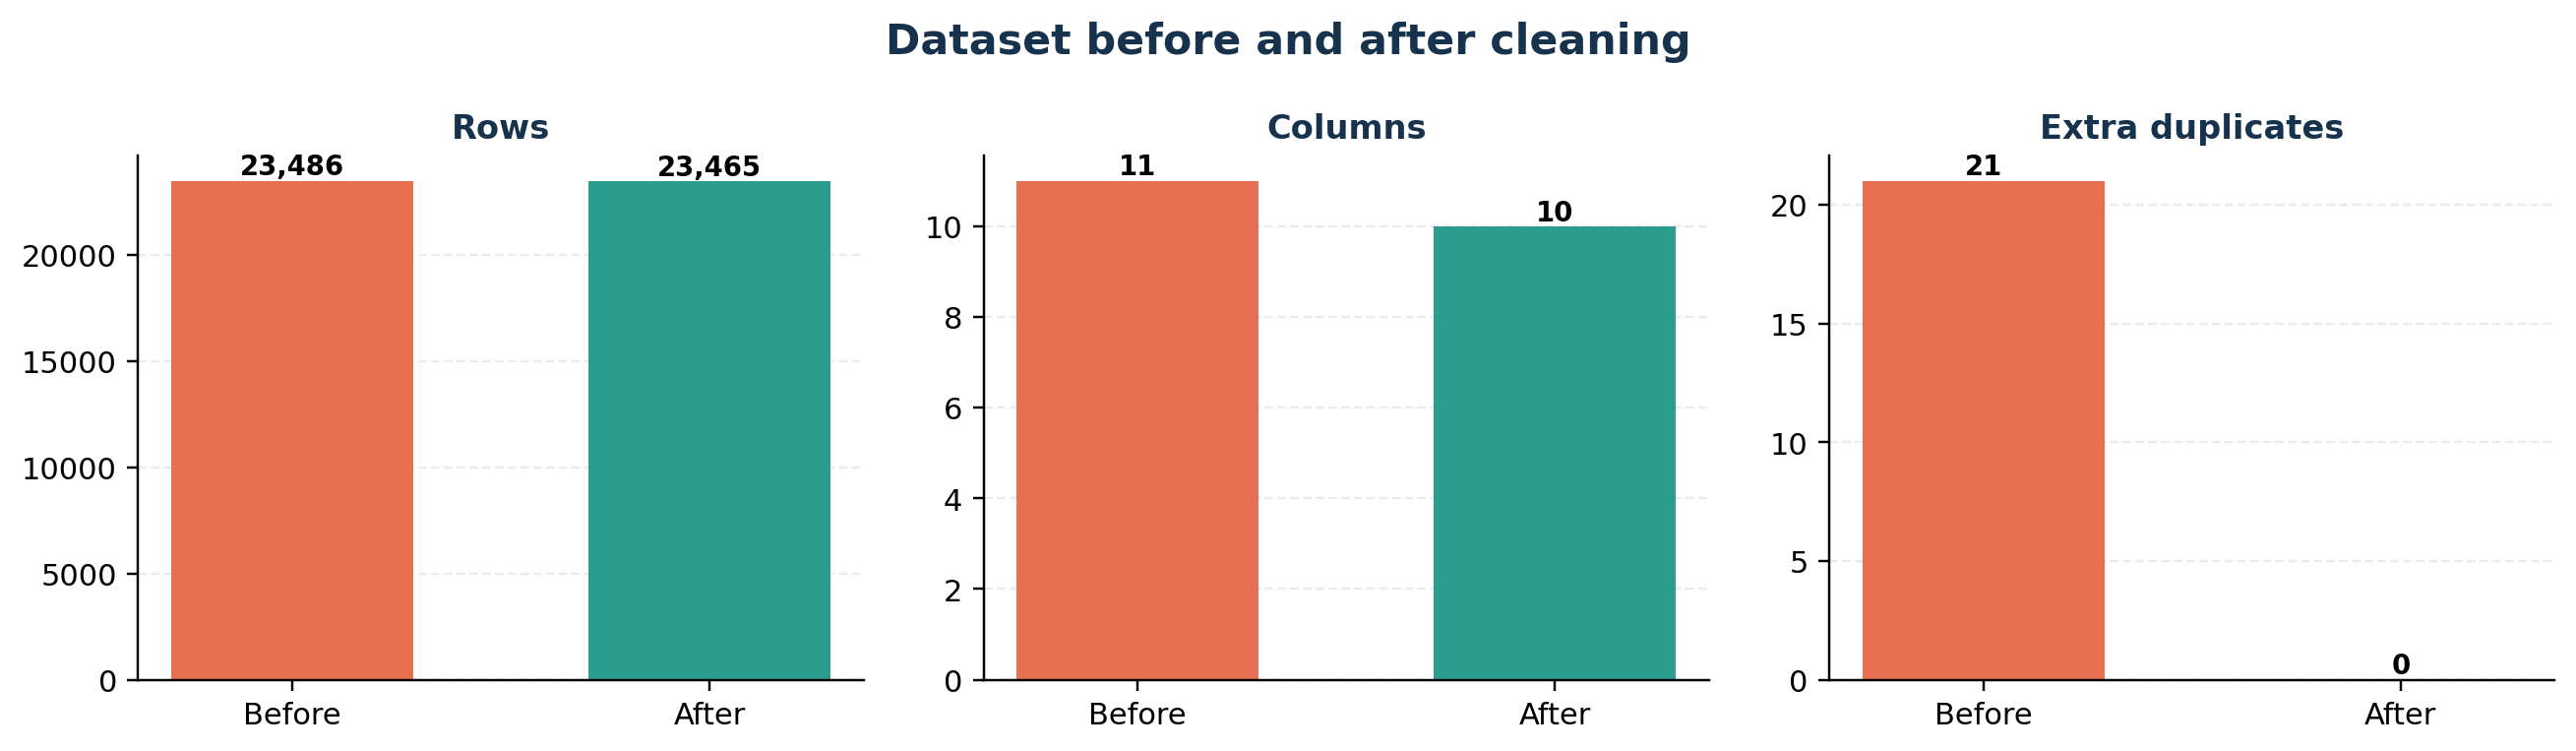 Dataset before and after cleaning
Rows
23,486
23,465
20000
15000
10000
5000
0
Before
After
Columns
11
10
10
8
6
4
2
0
Before
After
Extra duplicates
21
0
20
15
10
5
0
Before
After